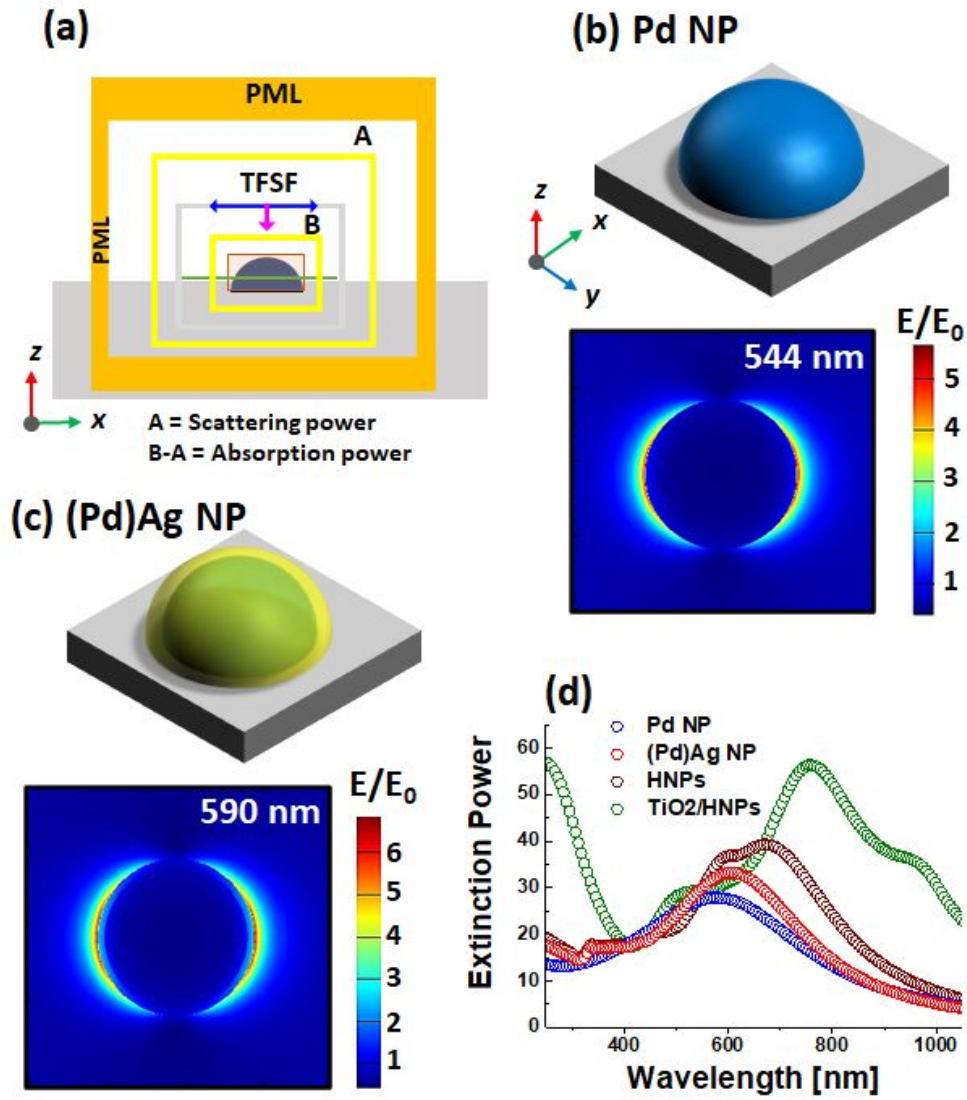 (a)
PML
A
TFSF
B
PML
z
x
A = Scattering power
B-A = Absorption power
(b) Pd NP
z
x
y
544 nm
E/E0
5
4
3
2
1
(c) (Pd)Ag NP
590 nm
E/E0
6
5
4
3
2
1
(d)
Pd NP
(Pd)Ag NP
HNPs
TiO2/HNPs
Extinction Power
60
50
40
30
20
10
0
400 600 800 1000
Wavelength [nm]